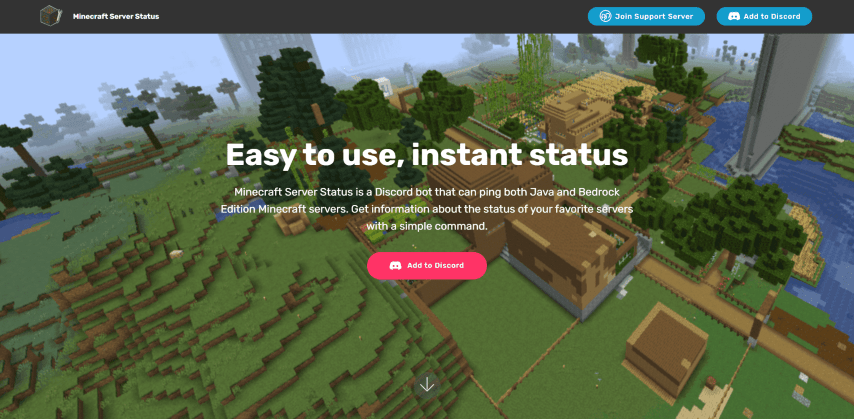 Minecraft Server Status
Join Support Server
Add to Discord
Easy to use, instant status
Minecraft Server Status is a Discord bot that can ping both Java and Bedrock
Edition Minecraft servers. Get information about the status of your favorite servers
with a simple command.
Add to Discord